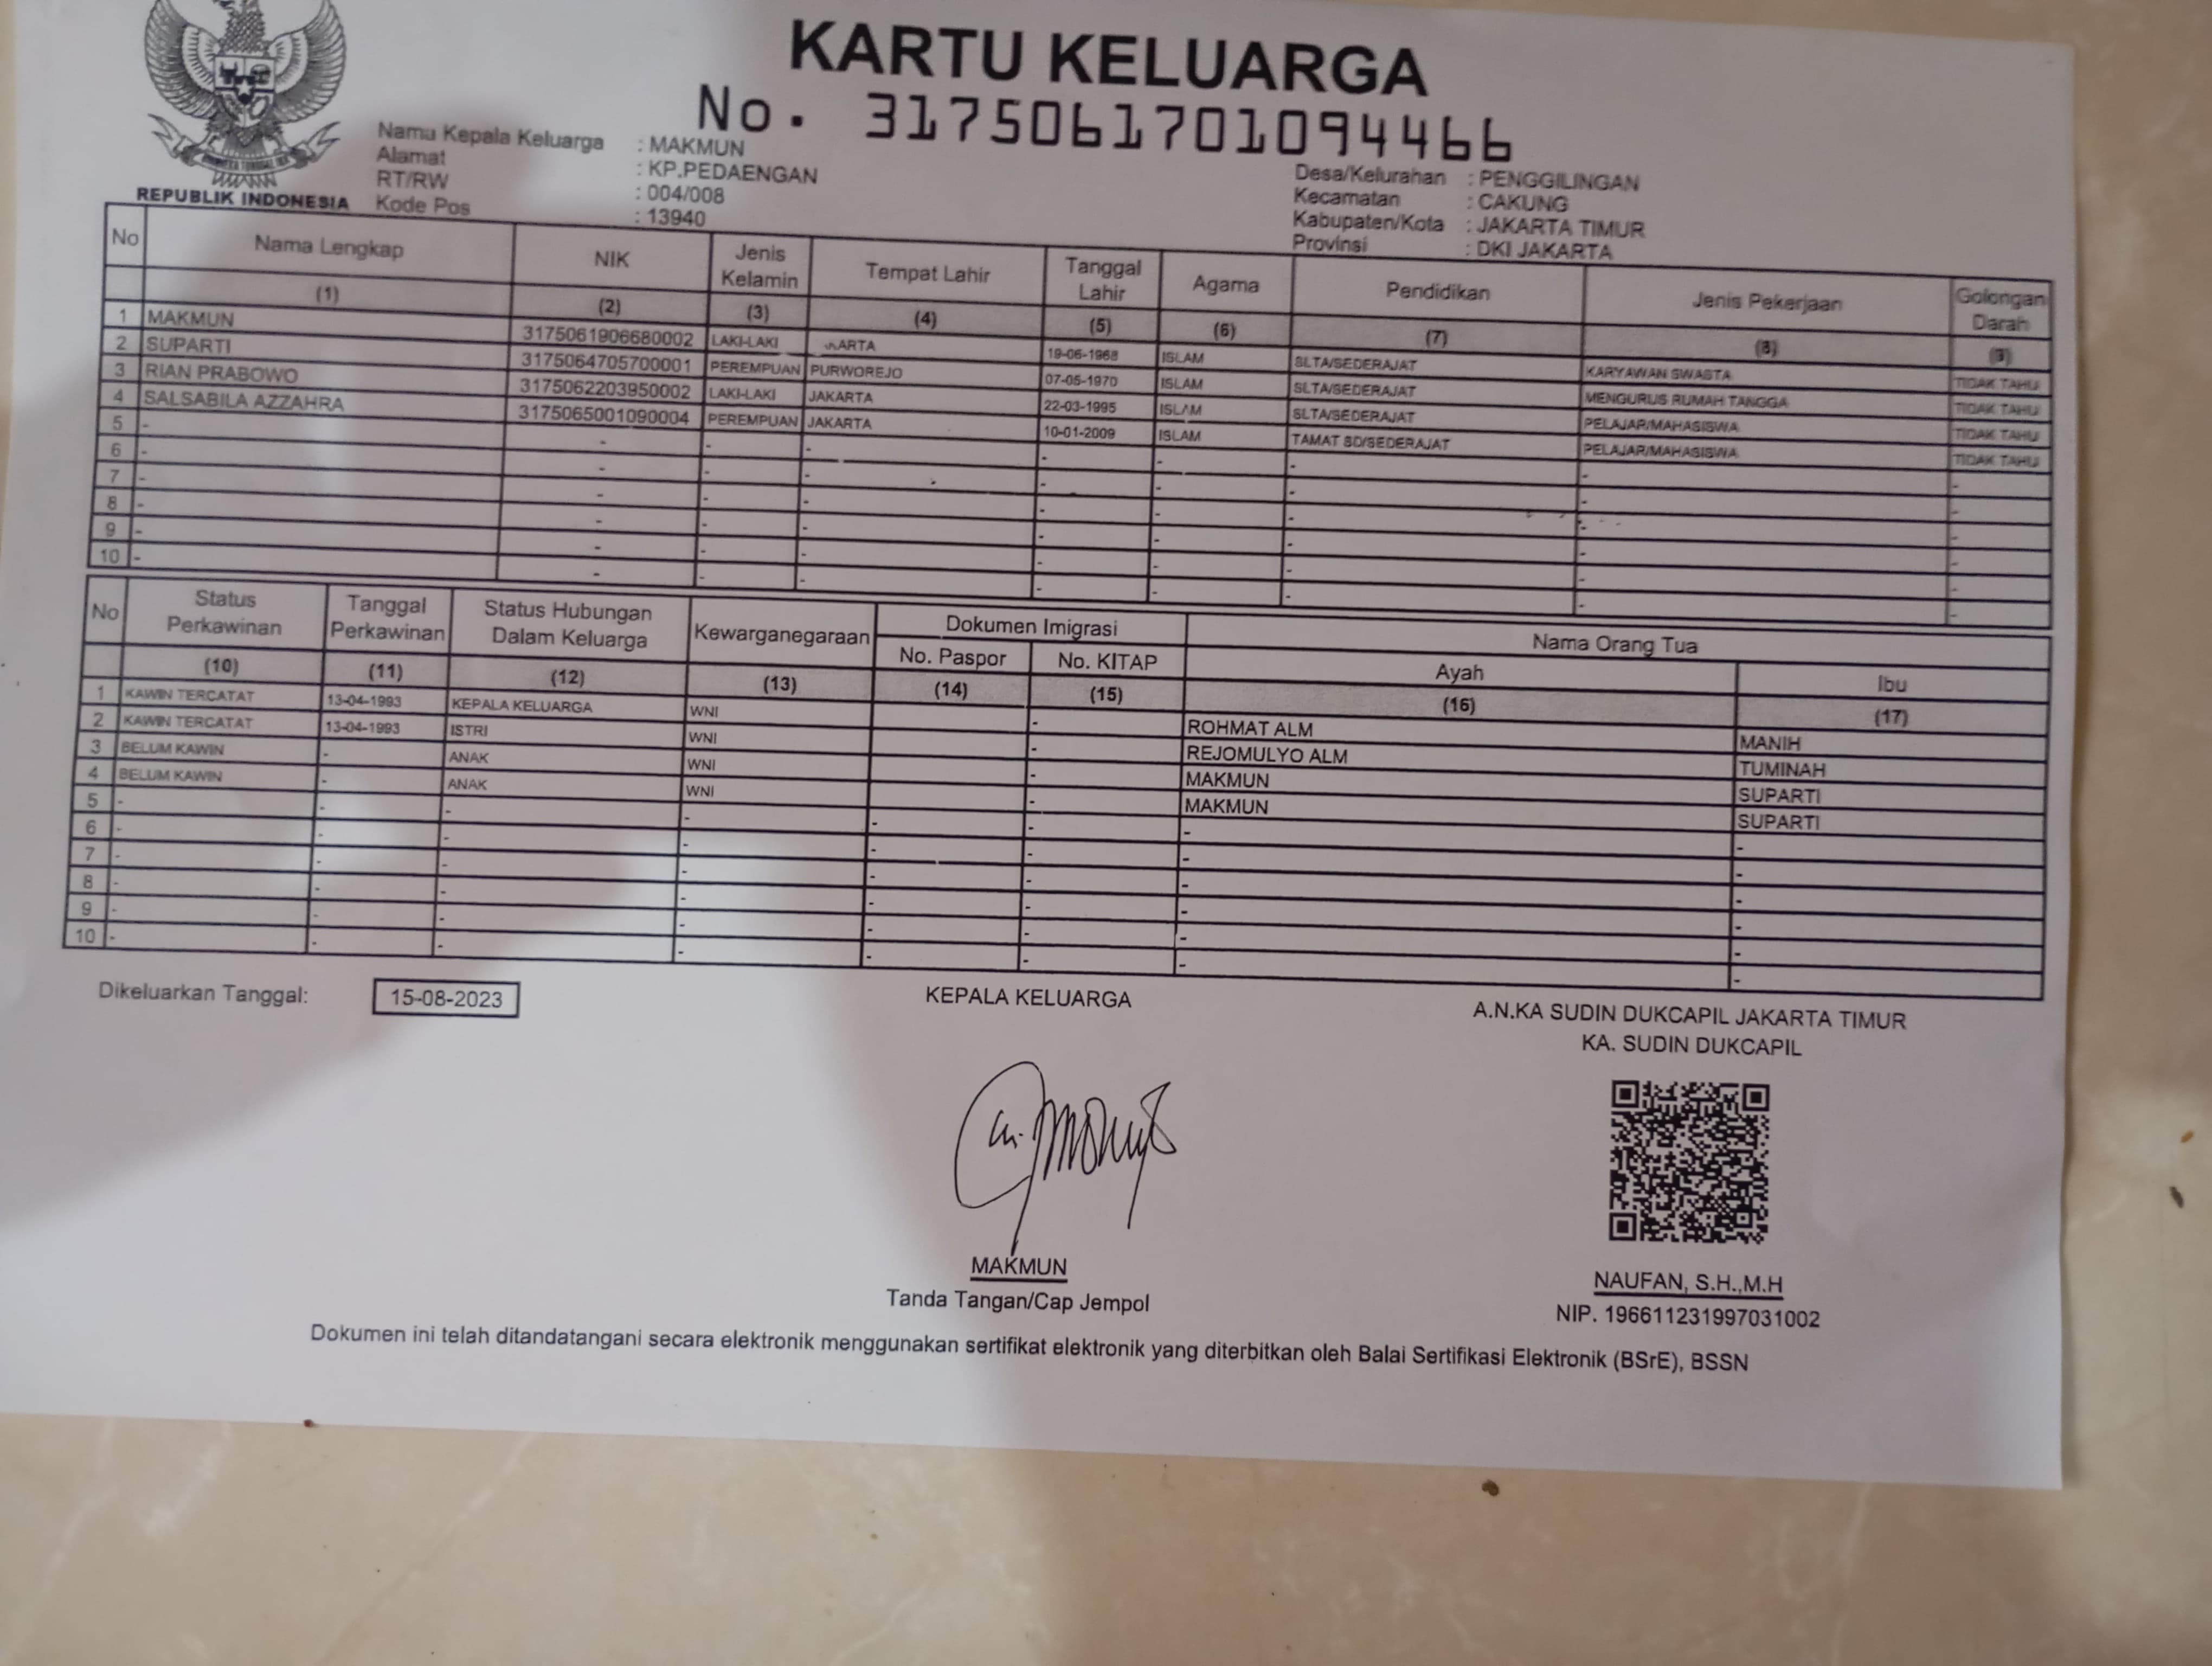 KARTU KELUARGA
No. 3175061701094466
Nama Kepala Keluarga : MAKMUN
Alamat : KP.PEDAENGAN
RT/RW : 004/008
Kode Pos : 13940
Desa/Kelurahan : PENGGILINGAN
Kecamatan : CAKUNG
Kabupaten/Kota : JAKARTA TIMUR
Provinsi : DKI JAKARTA
REPUBLIK INDONESIA
No Nama Lengkap NIK Jenis Kelamin Tempat Lahir Tanggal Lahir Agama Pendidikan Jenis Pekerjaan Golongan Darah
(1) (2) (3) (4) (5) (6) (7) (8) (9)
1 MAKMUN 3175061906680002 LAKI-LAKI 19-06-1968 ISLAM SLTA/SEDERAJAT KARYAWAN SWASTA TIDAK TAHU
2 SUPARTI 3175064705700001 PEREMPUAN PURWOREJO 07-05-1970 ISLAM SLTA/SEDERAJAT MENGURUS RUMAH TANGGA TIDAK TAHU
3 RIAN PRABOWO 3175062203950002 LAKI-LAKI JAKARTA 22-03-1995 ISLAM SLTA/SEDERAJAT PELAJAR/MAHASISWA TIDAK TAHU
4 SALSABILA AZZAHRA 3175065001090004 PEREMPUAN JAKARTA 10-01-2009 ISLAM TAMAT SD/SEDERAJAT PELAJAR/MAHASISWA TIDAK TAHU
5 - - - - - - - - -
6 - - - - - - - - -
7 - - - - - - - - -
8 - - - - - - - - -
9 - - - - - - - - -
10 - - - - - - - - -
No Status Perkawinan Tanggal Perkawinan Status Hubungan Dalam Keluarga Kewarganegaraan Dokumen Imigrasi Nama Orang Tua
No. Paspor No. KITAP Ayah Ibu
(10) (11) (12) (13) (14) (15) (16) (17)
1 KAWIN TERCATAT 13-04-1993 KEPALA KELUARGA WNI - ROHMAT ALM MANIH
2 KAWIN TERCATAT 13-04-1993 ISTRI WNI - REJOMULYO ALM TUMINAH
3 BELUM KAWIN - ANAK WNI - MAKMUN SUPARTI
4 BELUM KAWIN - ANAK WNI - MAKMUN SUPARTI
5 - - - - - - - -
6 - - - - - - - -
7 - - - - - - - -
8 - - - - - - - -
9 - - - - - - - -
10 - - - - - - - -
Dikeluarkan Tanggal: 15-08-2023
KEPALA KELUARGA
A.N.KA SUDIN DUKCAPIL JAKARTA TIMUR
KA. SUDIN DUKCAPIL
MAKMUN
Tanda Tangan/Cap Jempol
NAUFAN, S.H.,M.H
NIP. 196611231997031002
Dokumen ini telah ditandatangani secara elektronik menggunakan sertifikat elektronik yang diterbitkan oleh Balai Sertifikasi Elektronik (BSrE), BSSN